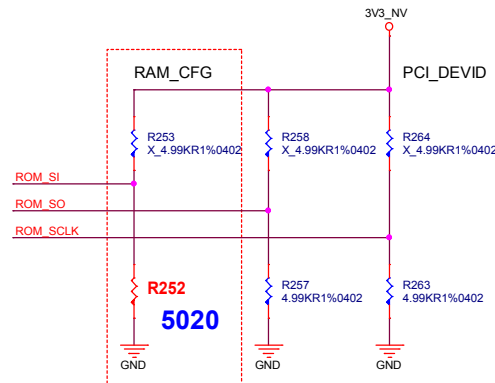 3V3_NV
RAM_CFG
PCI_DEVID
R253
X_4.99KR1%0402
R258
X_4.99KR1%0402
R264
X_4.99KR1%0402
ROM_SI
ROM_SO
ROM_SCLK
R252
5020
R257
4.99KR1%0402
R263
4.99KR1%0402
GND
GND
GND